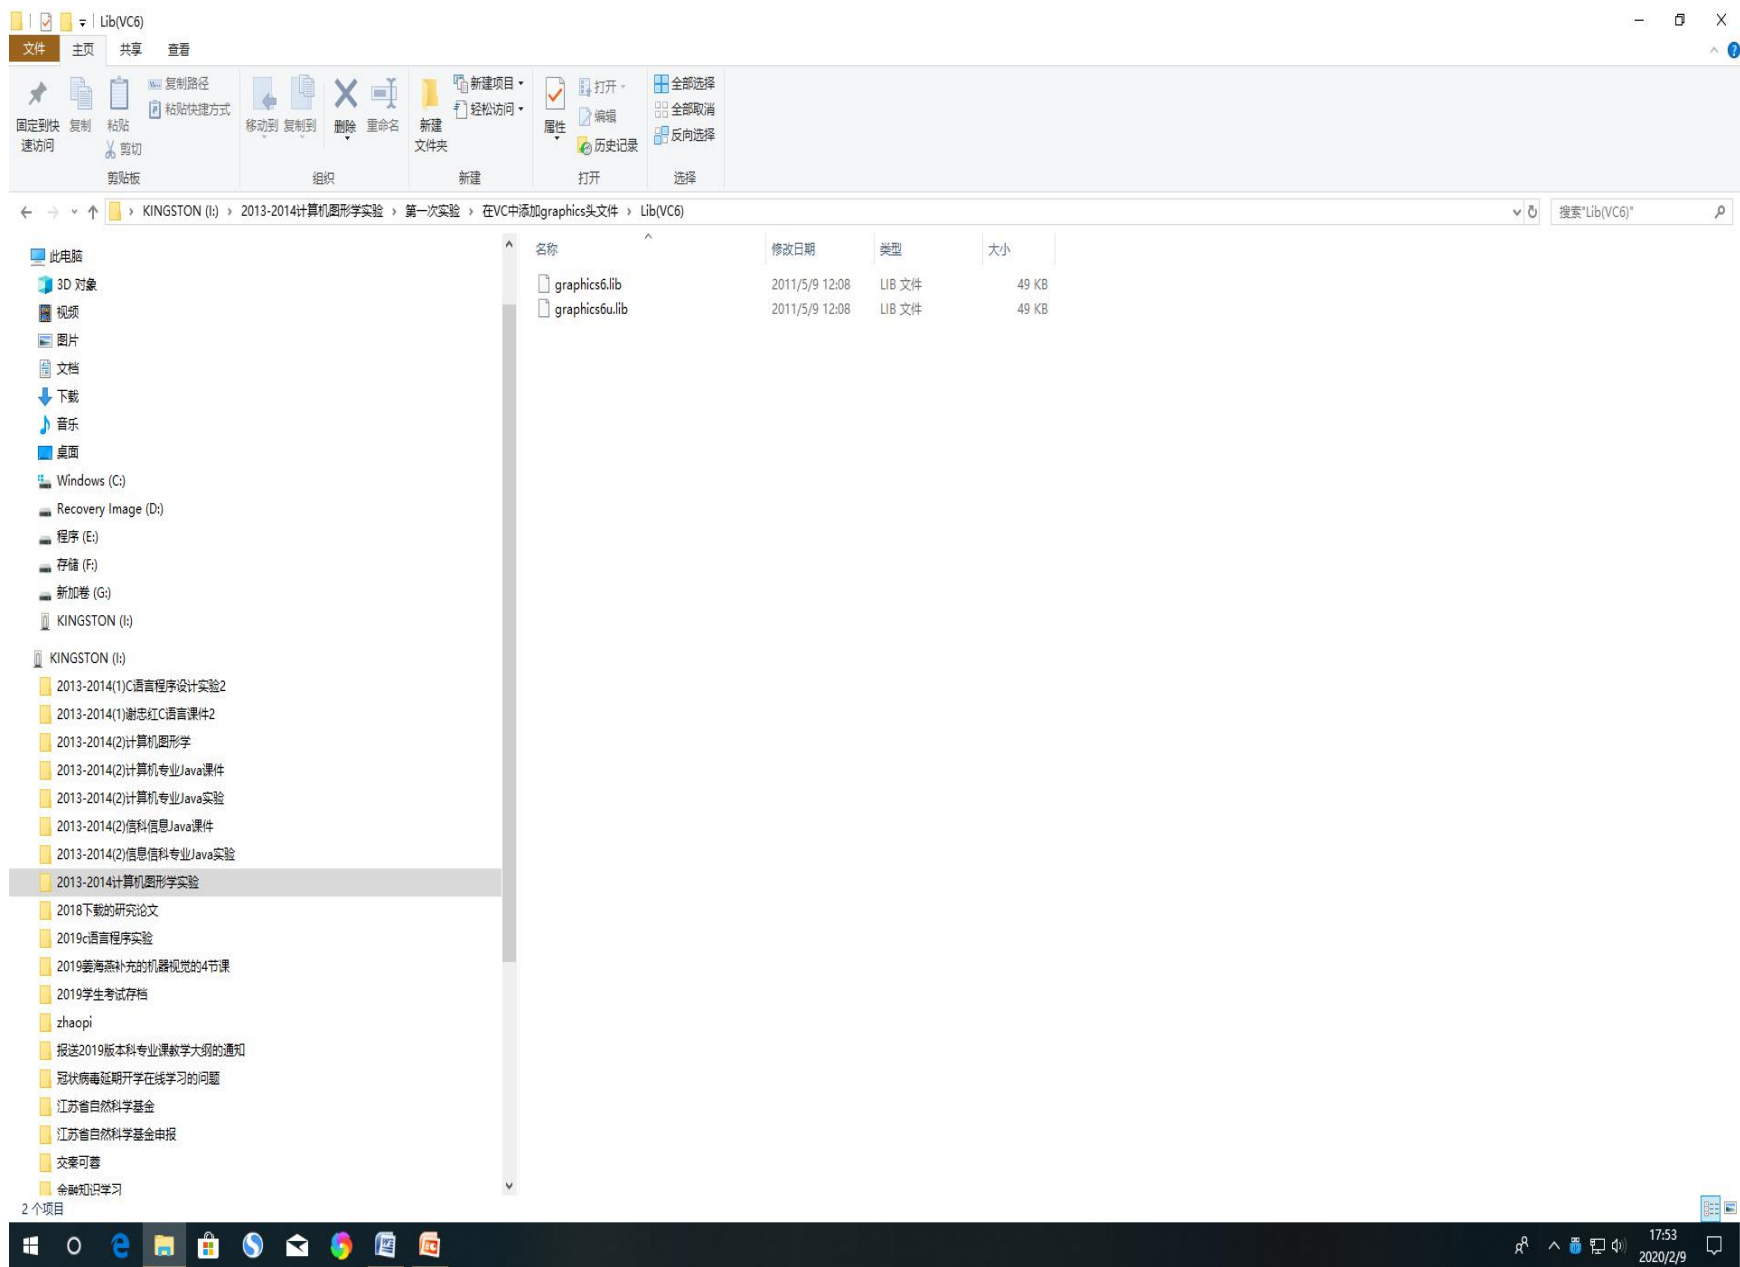 Lib(VC6)
文件 主页 共享 查看
固定到快速访问 复制 粘贴 复制路径 粘贴快捷方式 剪切 移动到 复制到 删除 重命名 新建文件夹 新建项目 轻松访问 属性 打开 编辑 历史记录 全部选择 全部取消 反向选择
剪贴板 组织 新建 打开 选择
KINGSTON (I:) › 2013-2014计算机图形学实验 › 第一次实验 › 在VC中添加graphics头文件 › Lib(VC6) 搜索"Lib(VC6)"
名称 修改日期 类型 大小
graphics6.lib 2011/5/9 12:08 LIB 文件 49 KB
graphics6u.lib 2011/5/9 12:08 LIB 文件 49 KB
此电脑
3D 对象
视频
图片
文档
下载
音乐
桌面
Windows (C:)
Recovery Image (D:)
程序 (E:)
存储 (F:)
新加卷 (G:)
KINGSTON (I:)
KINGSTON (I:)
2013-2014(1)C语言程序设计实验2
2013-2014(1)谢忠红C语言课件2
2013-2014(2)计算机图形学
2013-2014(2)计算机专业Java课件
2013-2014(2)计算机专业Java实验
2013-2014(2)信科信息Java课件
2013-2014(2)信息信科专业Java实验
2013-2014计算机图形学实验
2018下载的研究论文
2019c语言程序实验
2019姜海燕补充的机器视觉的4节课
2019学生考试存档
zhaopi
报送2019版本科专业课教学大纲的通知
冠状病毒延期开学在线学习的问题
江苏省自然科学基金
江苏省自然科学基金申报
交秦可蓉
金融知识学习
2 个项目
17:53
2020/2/9